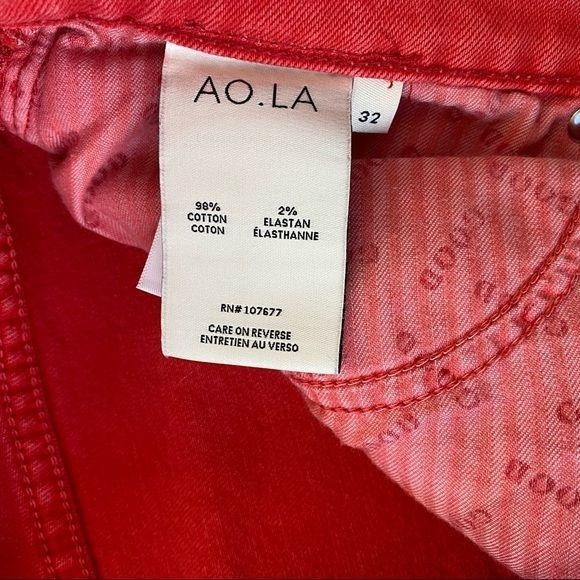 AO.LA
32
98%
COTTON
COTON
2%
ELASTAN
ÉLASTHANNE
RN# 107677
CARE ON REVERSE
ENTRETIEN AU VERSO